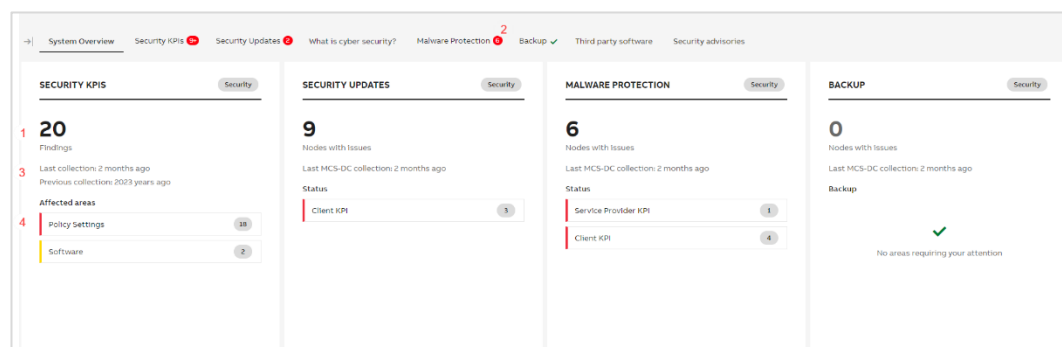 2
System Overview Security KPIs 9+ Security Updates 2 What is cyber security? Malware Protection 6 Backup Third party software Security advisories
SECURITY KPIS Security
1 20
Findings
3 Last collection: 2 months ago
Previous collection: 2023 years ago
Affected areas
4 Policy Settings 18
Software 2
SECURITY UPDATES Security
9
Nodes with Issues
Last MCS-DC collection: 2 months ago
Status
Client KPI 3
MALWARE PROTECTION Security
6
Nodes with Issues
Last MCS-DC collection: 2 months ago
Status
Service Provider KPI 1
Client KPI 4
BACKUP Security
0
Nodes with Issues
Last MCS-DC collection: 2 months ago
Backup
No areas requiring your attention